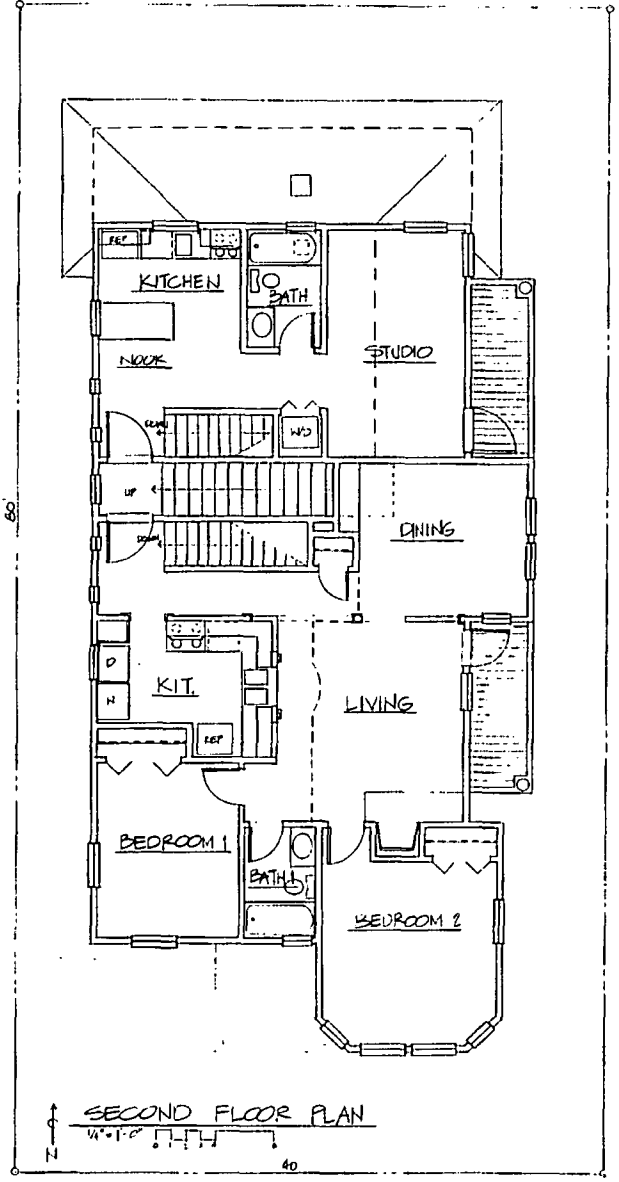 REF
KITCHEN
BATH
NOOK
STUDIO
DOWN
W/D
UP
80'
DINING
DOWN
D
KIT.
W
LIVING
REF
BEDROOM 1
BATH 1
BEDROOM 2
SECOND FLOOR PLAN
1/4" = 1'-0"
N
40